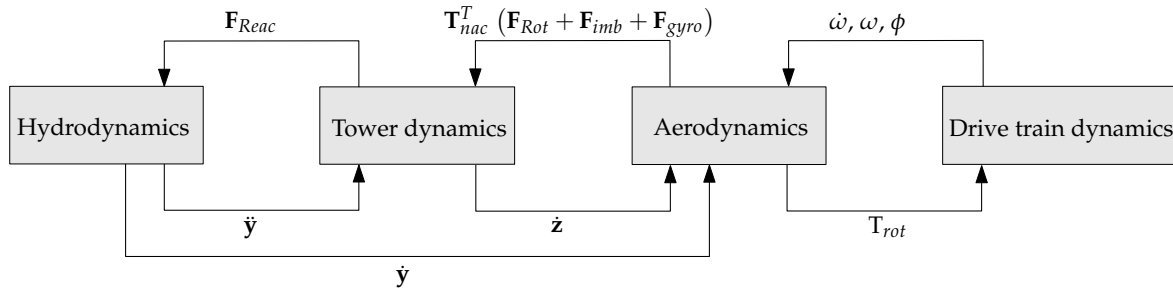 F_Reac
T_nac^T (F_Rot + F_imb + F_gyro)
ω̇, ω, ϕ
Hydrodynamics
Tower dynamics
Aerodynamics
Drive train dynamics
ÿ
ż
T_rot
ẏ